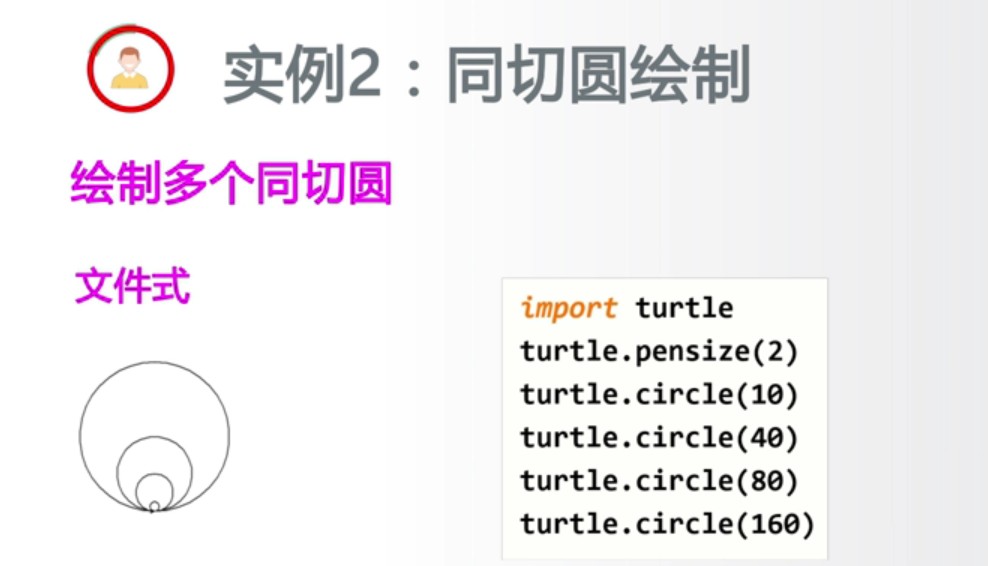 实例2：同切圆绘制
绘制多个同切圆
文件式
import turtle
turtle.pensize(2)
turtle.circle(10)
turtle.circle(40)
turtle.circle(80)
turtle.circle(160)